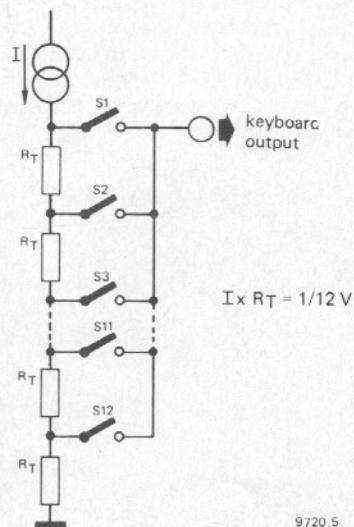 I
S1
keyboard
output
RT
S2
RT
S3
I x RT = 1/12 V
S11
RT
S12
RT
9720.5